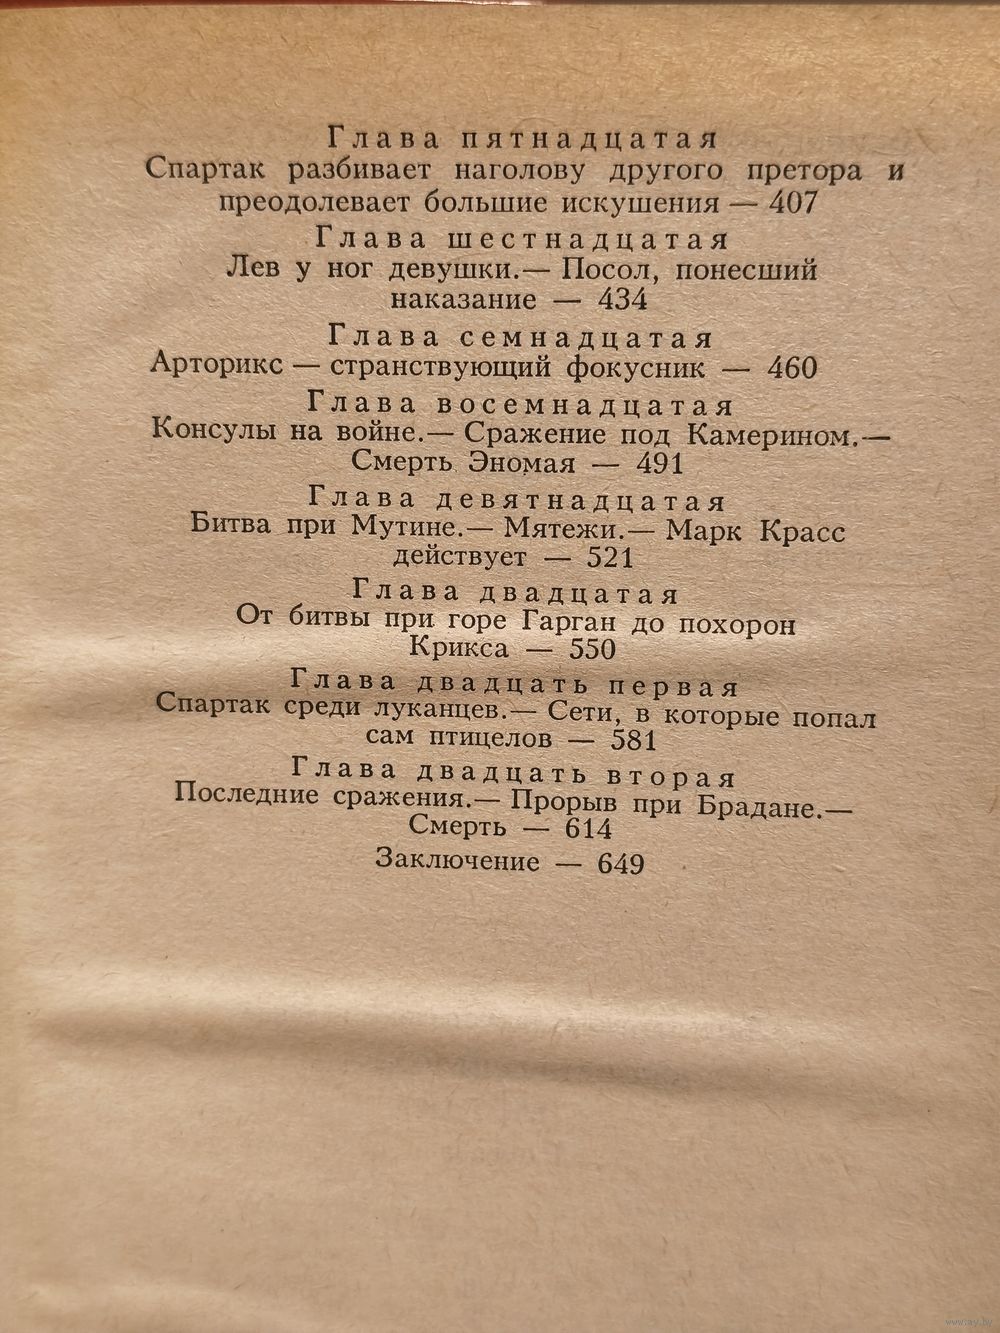 Глава пятнадцатая
Спартак разбивает наголову другого претора и
преодолевает большие искушения — 407
Глава шестнадцатая
Лев у ног девушки.— Посол, понесший
наказание — 434
Глава семнадцатая
Арторикс — странствующий фокусник — 460
Глава восемнадцатая
Консулы на войне.— Сражение под Камерином.—
Смерть Эномая — 491
Глава девятнадцатая
Битва при Мутине.— Мятежи.— Марк Красс
действует — 521
Глава двадцатая
От битвы при горе Гарган до похорон
Крикса — 550
Глава двадцать первая
Спартак среди луканцев.— Сети, в которые попал
сам птицелов — 581
Глава двадцать вторая
Последние сражения.— Прорыв при Брадане.—
Смерть — 614
Заключение — 649
www.ay.by